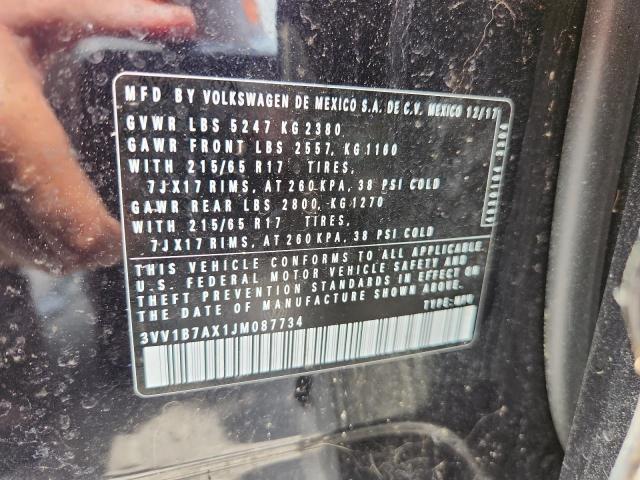 MFD BY VOLKSWAGEN DE MEXICO S.A. DE C.V. MEXICO 12/17
GVWR LBS 5247 KG 2380
GAWR FRONT LBS 2557, KG 1160
WITH 215/65 R17 TIRES,
7JX17 RIMS, AT 260 KPA, 38 PSI COLD
GAWR REAR LBS 2800, KG 1270
WITH 215/65 R17 TIRES,
7JX17 RIMS, AT 260 KPA, 38 PSI COLD
THIS VEHICLE CONFORMS TO ALL APPLICABLE
U.S. FEDERAL MOTOR VEHICLE SAFETY AND
THEFT PREVENTION STANDARDS IN EFFECT ON
THE DATE OF MANUFACTURE SHOWN ABOVE.
TYPE: MPV
3VV1B7AX1JM087734